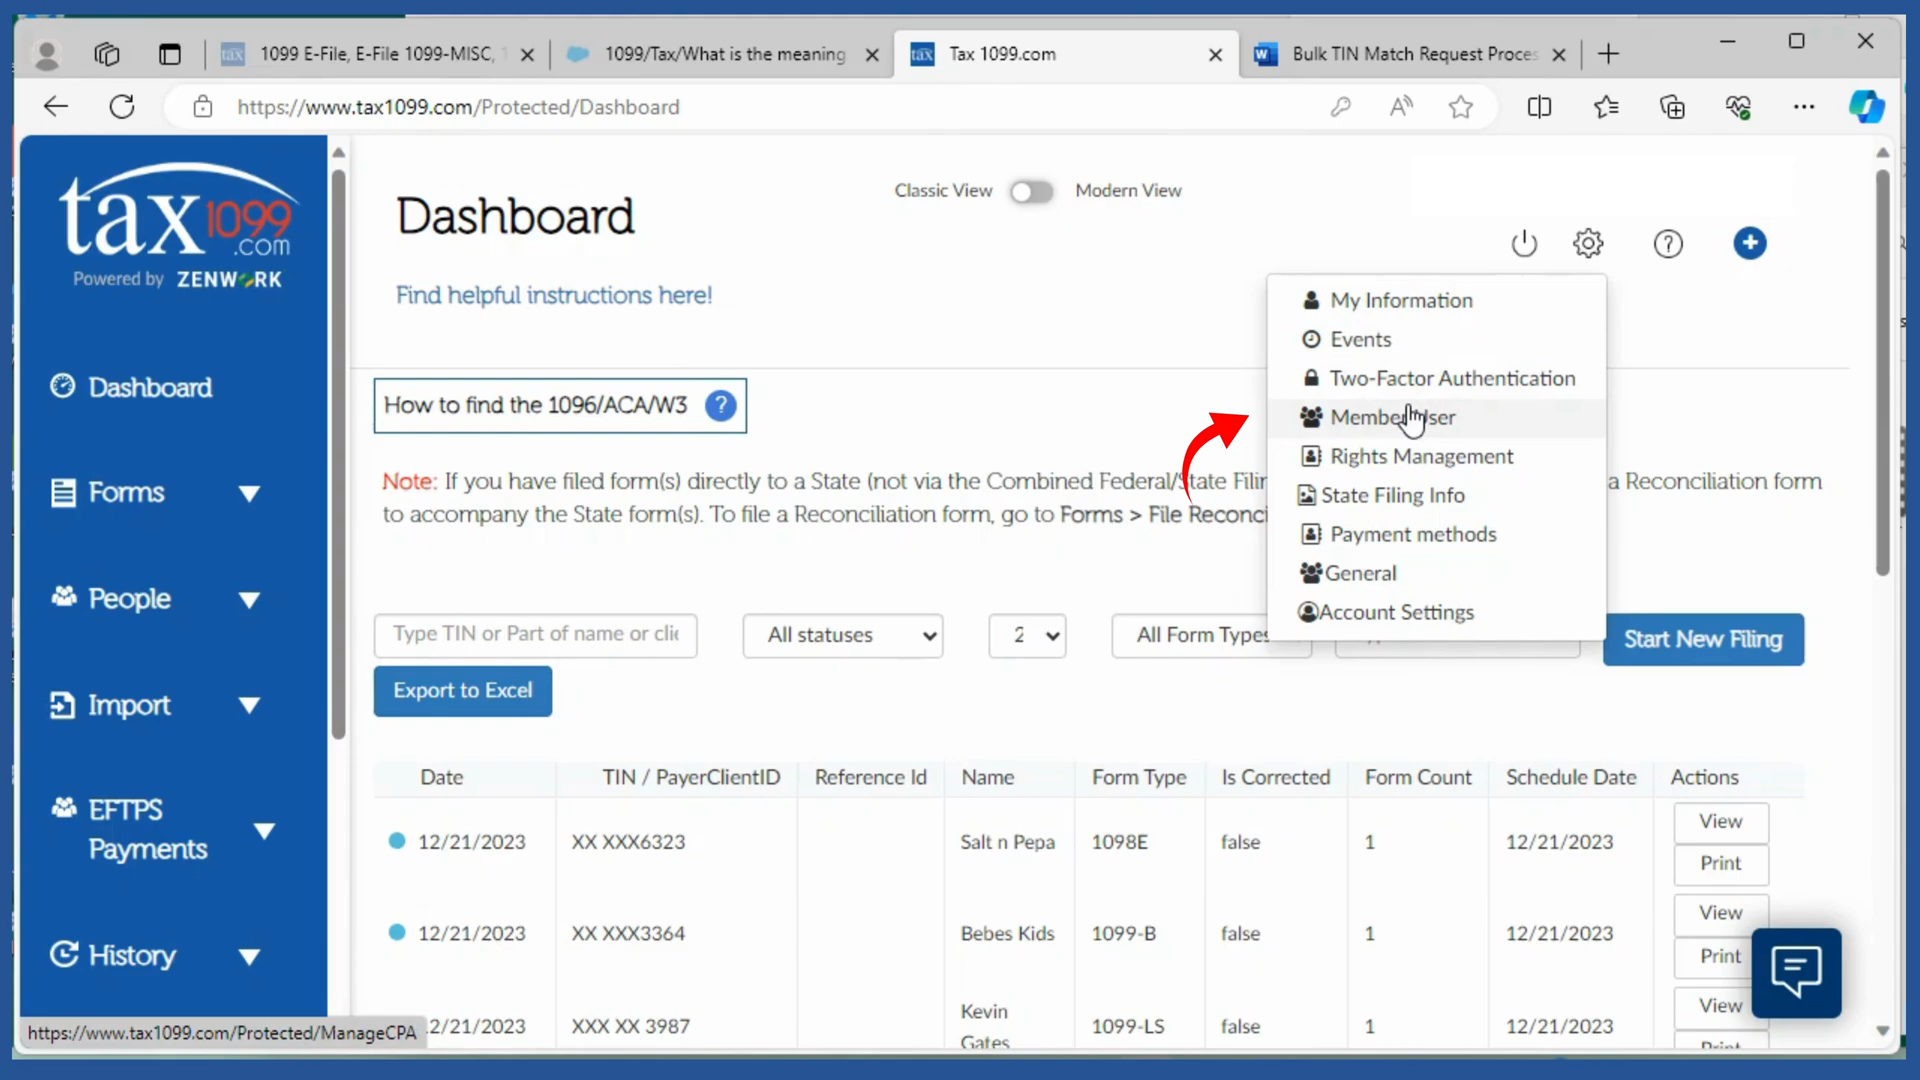 1099 E-File, E-File 1099-MISC,
1099/Tax/What is the meaning
Tax 1099.com
Bulk TIN Match Request Proces
https://www.tax1099.com/Protected/Dashboard
tax1099
.com
Powered by ZENWORK
Dashboard
Forms
People
Import
EFTPS
Payments
History
Dashboard
Classic View
Modern View
Find helpful instructions here!
My Information
Events
Two-Factor Authentication
Member User
Rights Management
State Filing Info
Payment methods
General
Account Settings
How to find the 1096/ACA/W3 ?
Note: If you have filed form(s) directly to a State (not via the Combined Federal/State Filin a Reconciliation form
to accompany the State form(s). To file a Reconciliation form, go to Forms > File Reconci
Type TIN or Part of name or clic
All statuses
2
All Form Types
Start New Filing
Export to Excel
Date TIN / PayerClientID Reference Id Name Form Type Is Corrected Form Count Schedule Date Actions
12/21/2023 XX XXX6323 Salt n Pepa 1098E false 1 12/21/2023 View
Print
12/21/2023 XX XXX3364 Bebes Kids 1099-B false 1 12/21/2023 View
Print
2/21/2023 XXX XX 3987 Kevin Gates 1099-LS false 1 12/21/2023 View
Print
https://www.tax1099.com/Protected/ManageCPA